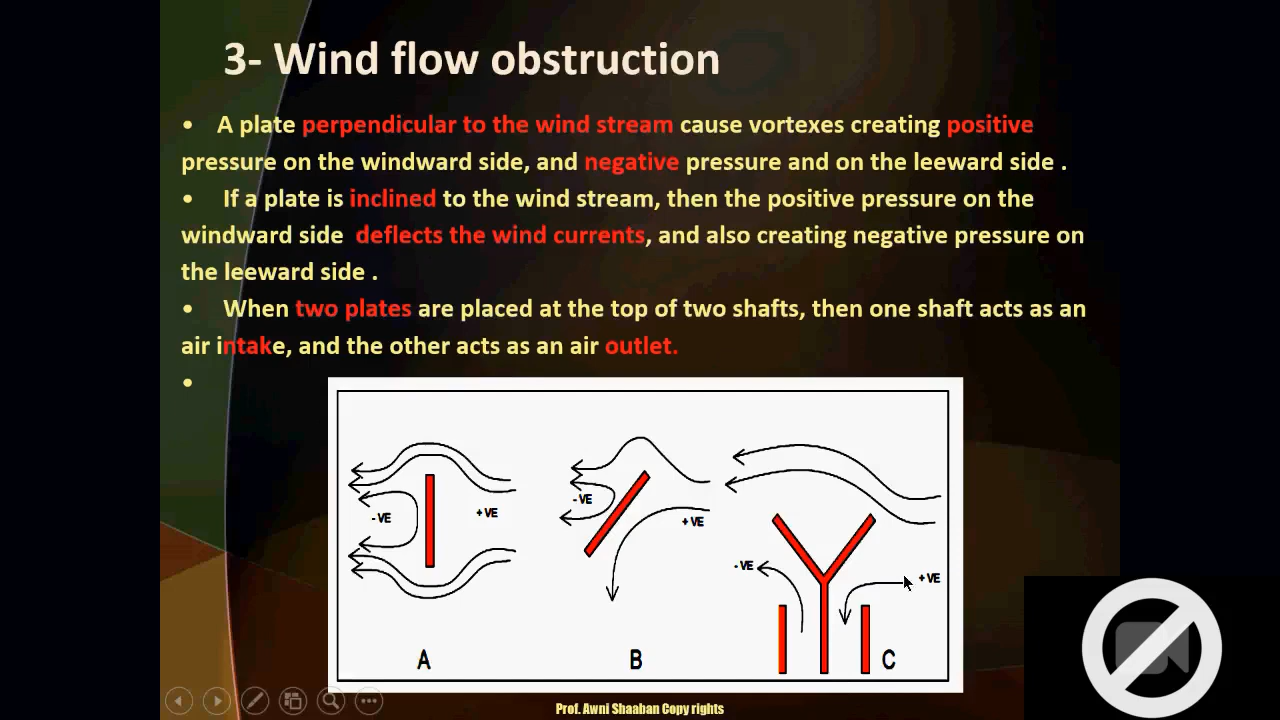 3- Wind flow obstruction
• A plate perpendicular to the wind stream cause vortexes creating positive
pressure on the windward side, and negative pressure and on the leeward side .
• If a plate is inclined to the wind stream, then the positive pressure on the
windward side deflects the wind currents, and also creating negative pressure on
the leeward side .
• When two plates are placed at the top of two shafts, then one shaft acts as an
air intake, and the other acts as an air outlet.
•
- VE
+ VE
A
- VE
+ VE
B
- VE
+ VE
C
Prof. Awni Shaaban Copy rights